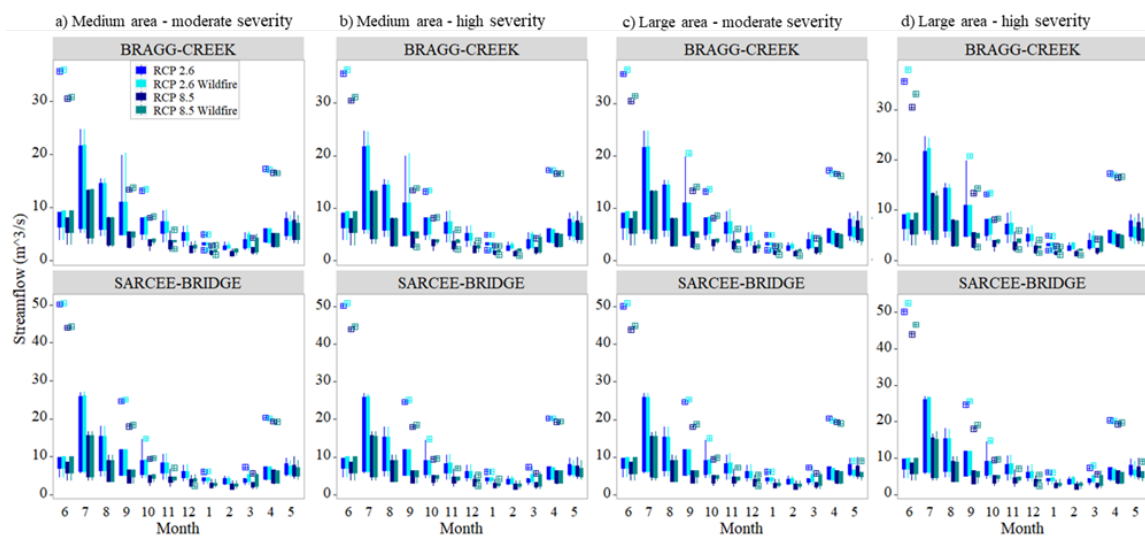 a) Medium area - moderate severity
b) Medium area - high severity
c) Large area - moderate severity
d) Large area - high severity
BRAGG-CREEK BRAGG-CREEK BRAGG-CREEK BRAGG-CREEK
RCP 2.6
RCP 2.6 Wildfire
RCP 8.5
RCP 8.5 Wildfire
30 30 30 30
20 20 20 20
10 10 10 10
0 0 0 0
Streamflow (m^3/s)
SARCEE-BRIDGE SARCEE-BRIDGE SARCEE-BRIDGE SARCEE-BRIDGE
50 50 50 50
40 40 40 40
30 30 30 30
20 20 20 20
10 10 10 10
0 0 0 0
6 7 8 9 10 11 12 1 2 3 4 5 6 7 8 9 10 11 12 1 2 3 4 5 6 7 8 9 10 11 12 1 2 3 4 5 6 7 8 9 10 11 12 1 2 3 4 5
Month Month Month Month